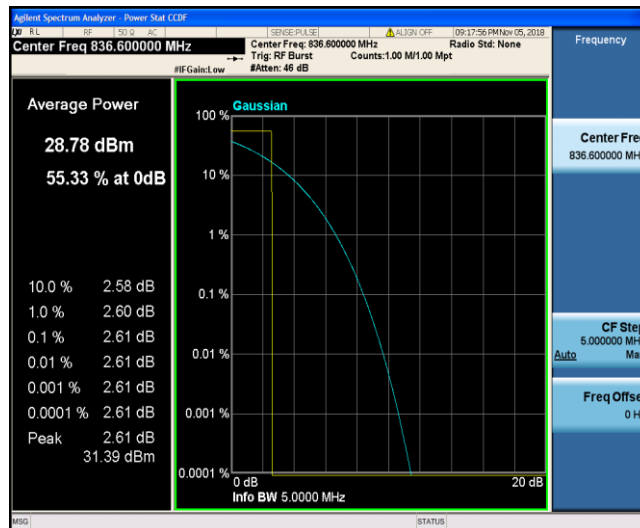 Agilent Spectrum Analyzer - Power Stat CCDF
RL RF 50 Ω AC SENSE:PULSE ALIGN OFF 09:17:56 PM Nov 05, 2018
Center Freq 836.600000 MHz
Center Freq: 836.600000 MHz Radio Std: None
Trig: RF Burst Counts:1.00 M/1.00 Mpt
#IFGain:Low #Atten: 46 dB
Frequency
Average Power
28.78 dBm
55.33 % at 0dB
10.0 % 2.58 dB
1.0 % 2.60 dB
0.1 % 2.61 dB
0.01 % 2.61 dB
0.001 % 2.61 dB
0.0001 % 2.61 dB
Peak 2.61 dB
31.39 dBm
Gaussian
100 %
10 %
1 %
0.1 %
0.01 %
0.001 %
0.0001 %
0 dB 20 dB
Info BW 5.0000 MHz
Center Fre
836.600000 MH
CF Step
5.000000 MH
Auto Ma
Freq Offse
0 H
MSG STATUS